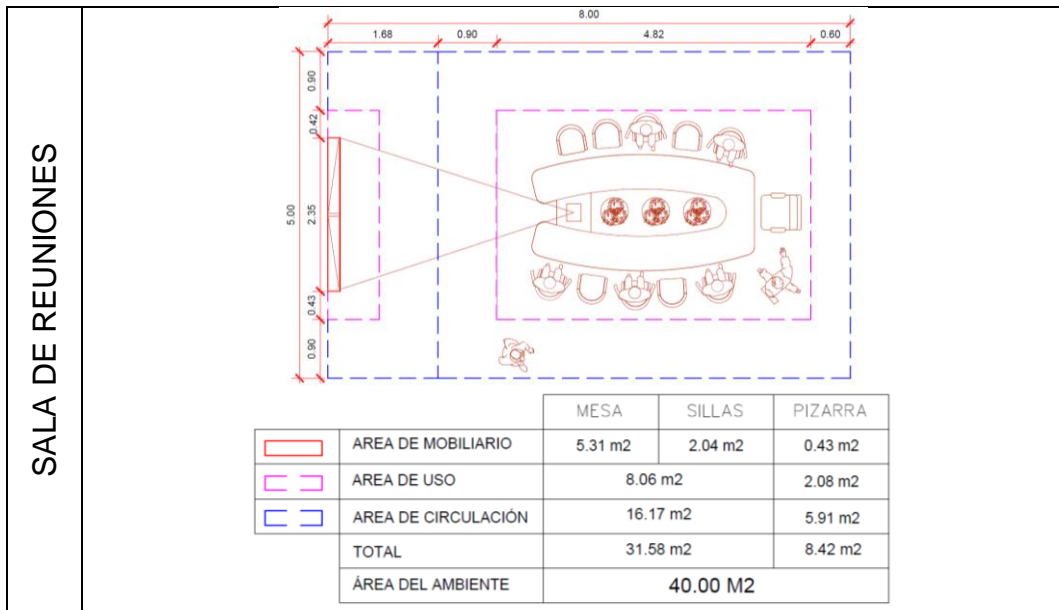 SALA DE REUNIONES
8.00
1.68 0.90 4.82 0.60
0.90
0.42
5.00
2.35
0.43
0.90
MESA SILLAS PIZARRA
AREA DE MOBILIARIO 5.31 m2 2.04 m2 0.43 m2
AREA DE USO 8.06 m2 2.08 m2
AREA DE CIRCULACIÓN 16.17 m2 5.91 m2
TOTAL 31.58 m2 8.42 m2
ÁREA DEL AMBIENTE 40.00 M2